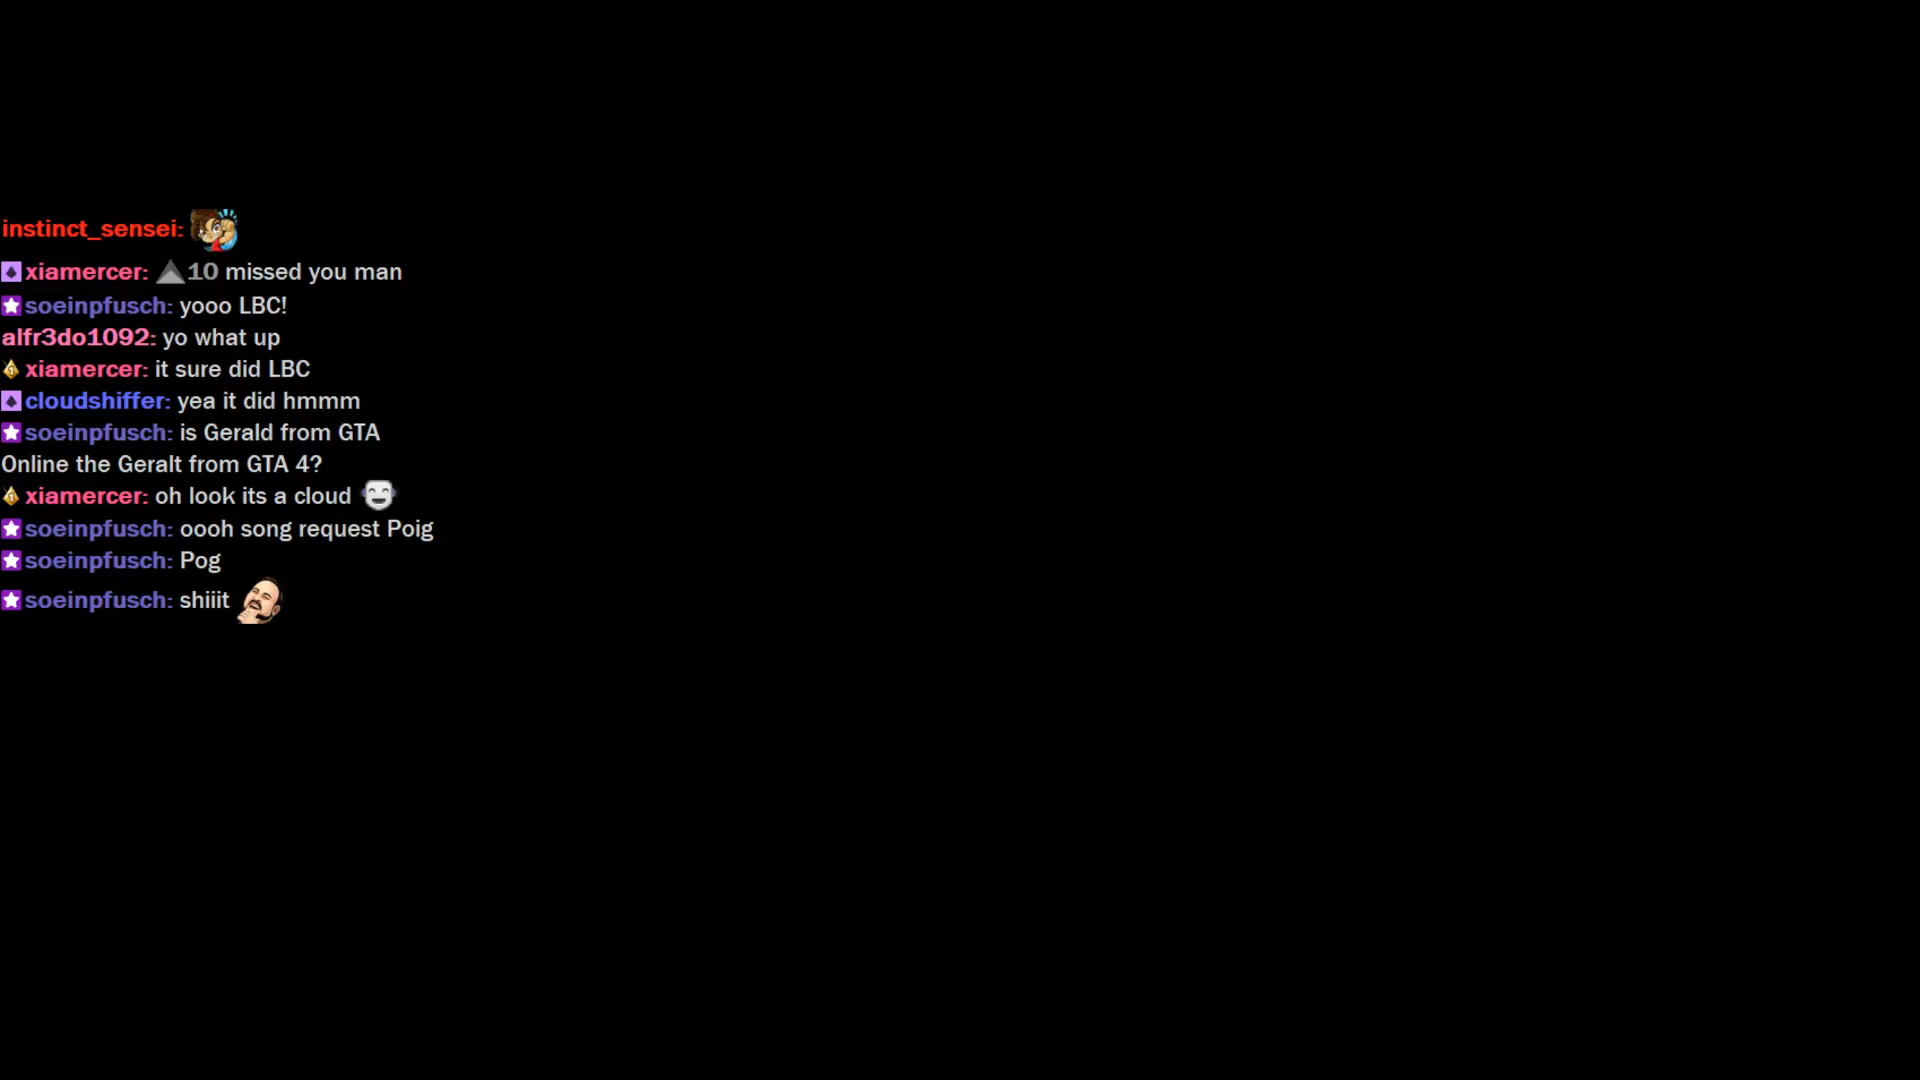 instinct_sensei:
xiamercer: 10 missed you man
soeinpfusch: yooo LBC!
alfr3do1092: yo what up
xiamercer: it sure did LBC
cloudshiffer: yea it did hmmm
soeinpfusch: is Gerald from GTA
Online the Geralt from GTA 4?
xiamercer: oh look its a cloud
soeinpfusch: oooh song request Poig
soeinpfusch: Pog
soeinpfusch: shiiit